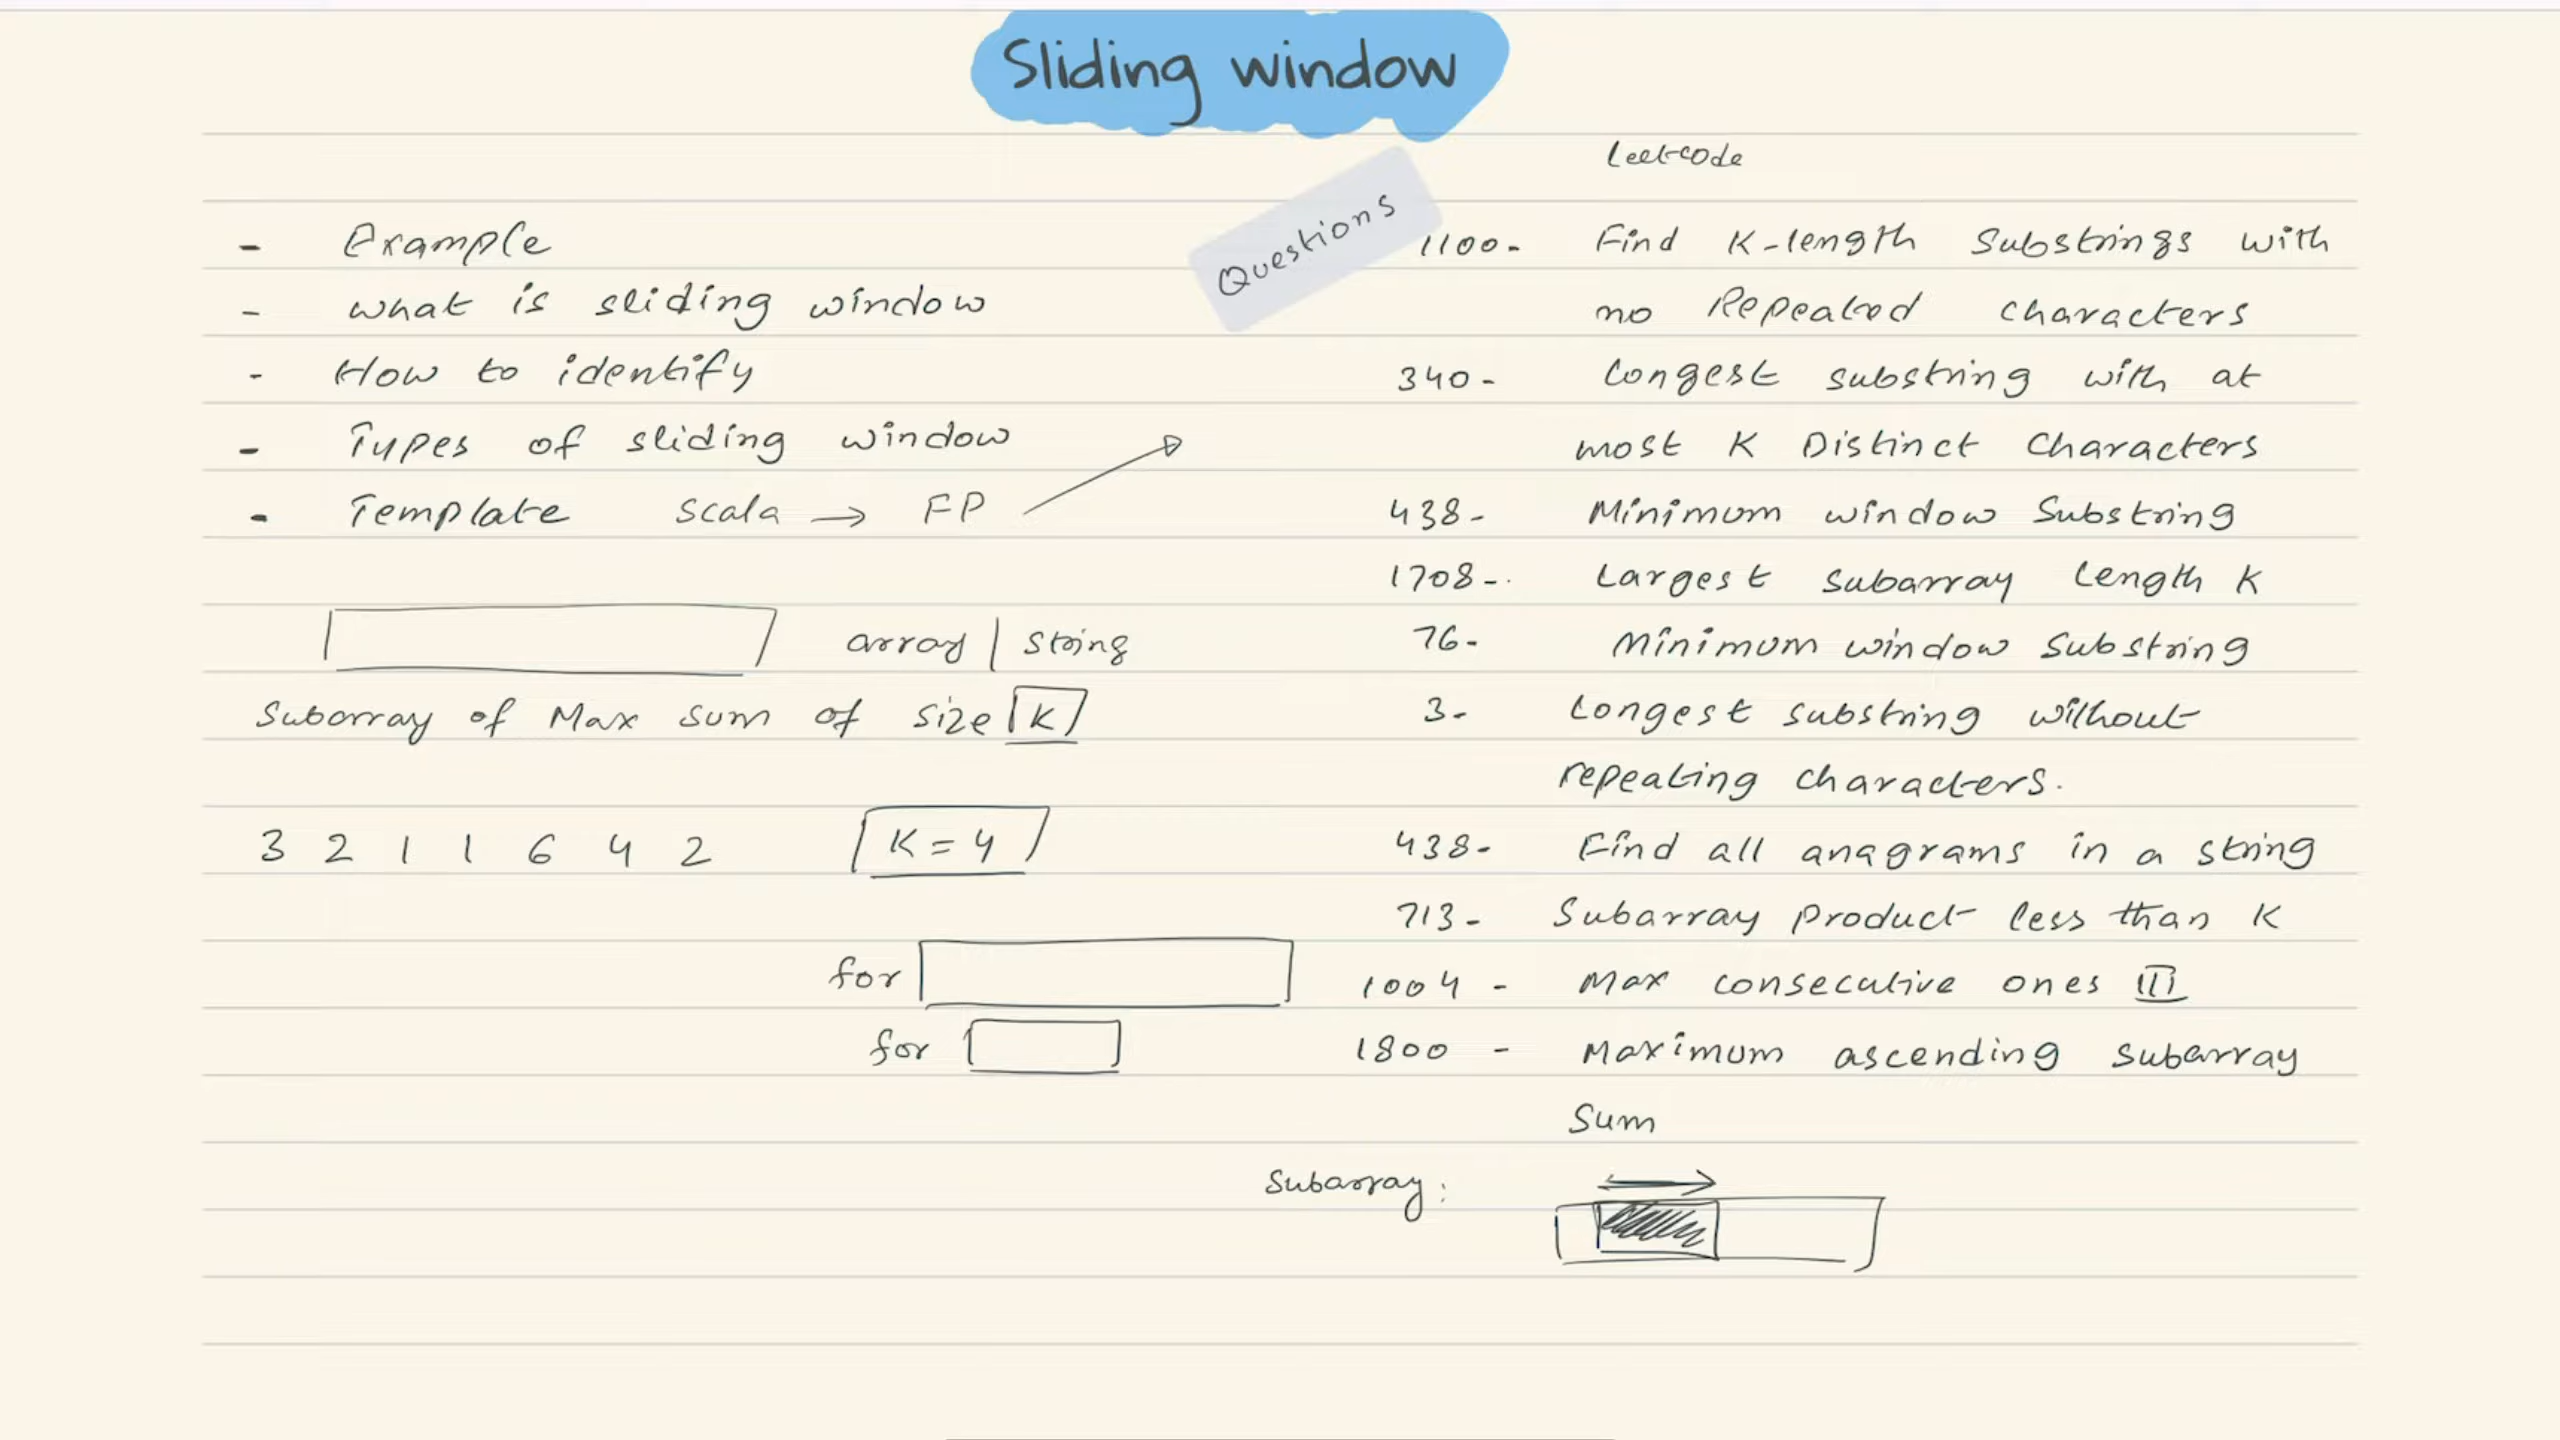 Sliding window
- Example
- what is sliding window
- How to identify
- Types of sliding window
- Template scala → FP
array | string
Subarray of Max sum of size K
3 2 1 1 6 4 2 K = 4
for
for
Questions
Leetcode
1100- Find K-length Substrings with
no Repeated characters
340- Longest substring with at
most K Distinct Characters
438- Minimum window Substring
1708- Largest subarray Length K
76- Minimum window Substring
3- Longest substring without
repeating characters.
438- Find all anagrams in a string
713- Subarray product less than K
1004 - Max consecutive ones III
1800 - Maximum ascending subarray
Sum
Subarray: